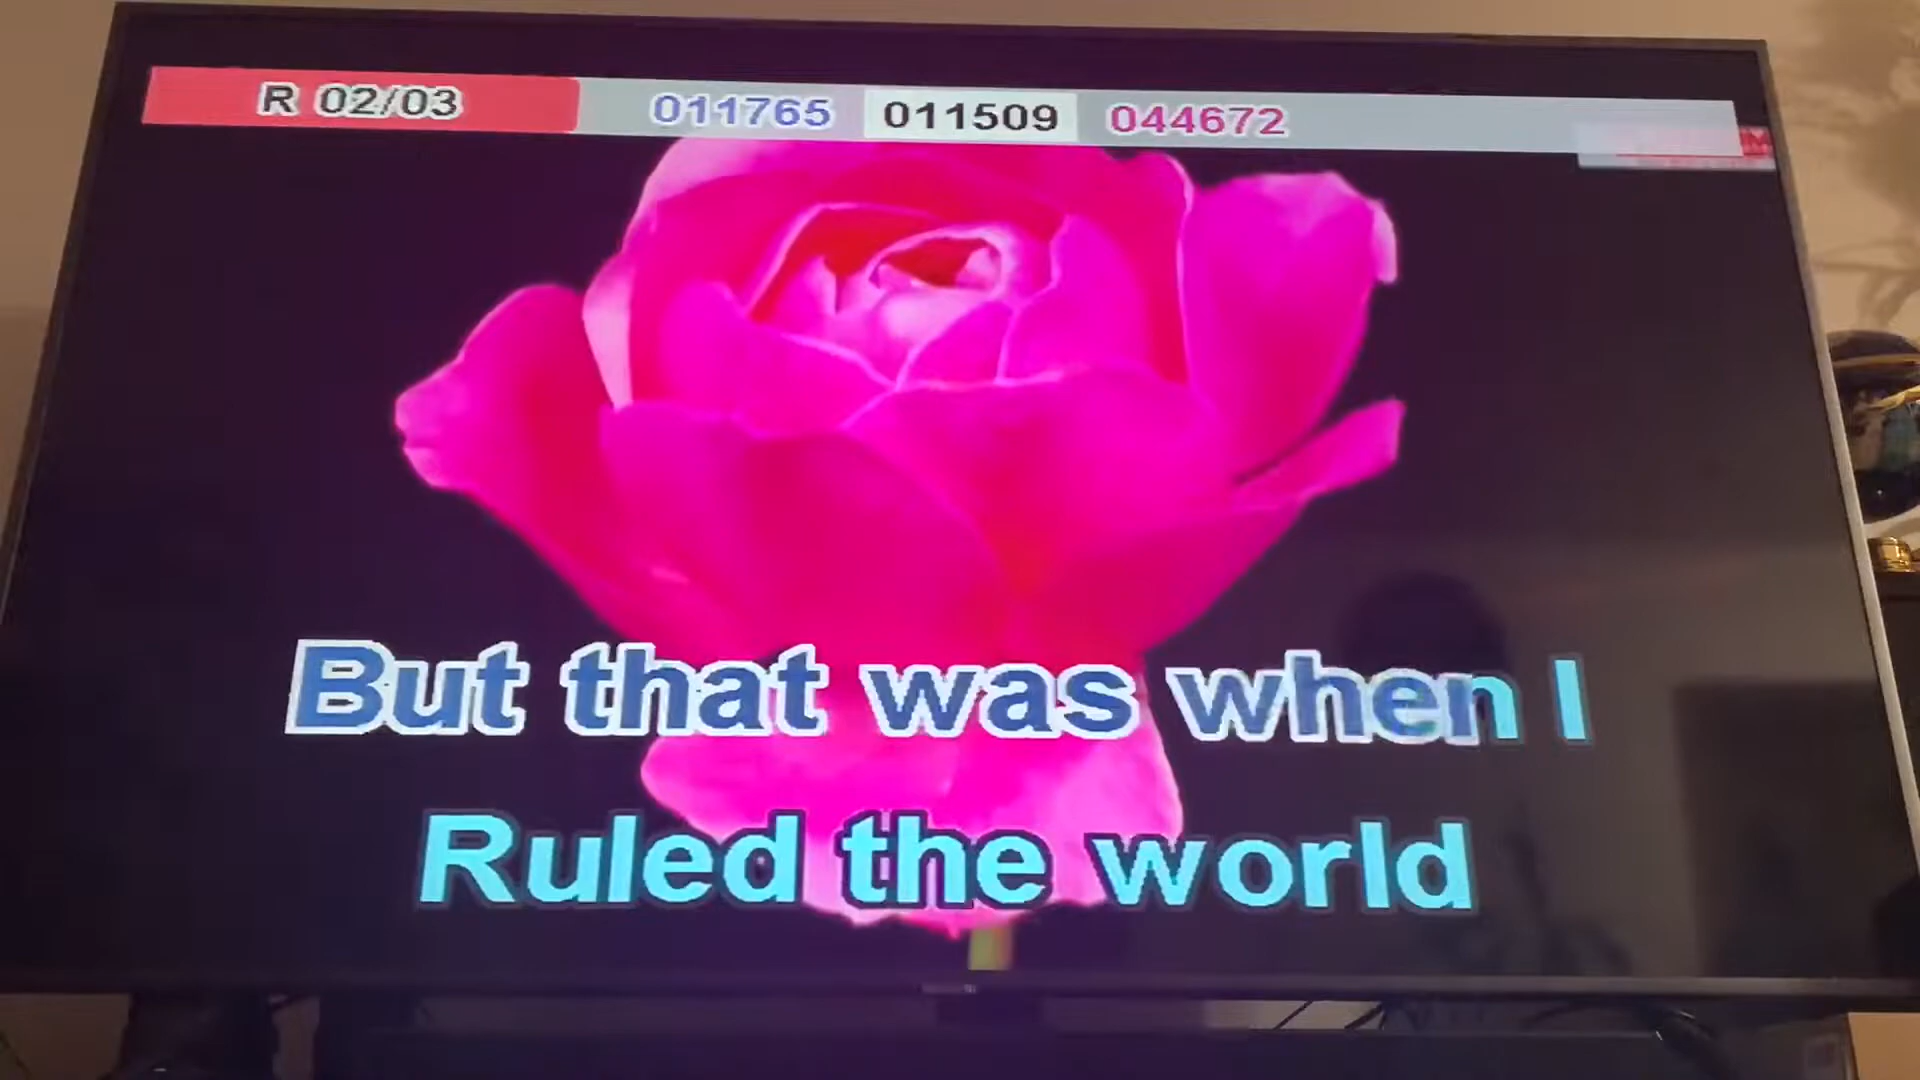 R 02/03 011765 011509 044672
But that was when I
Ruled the world